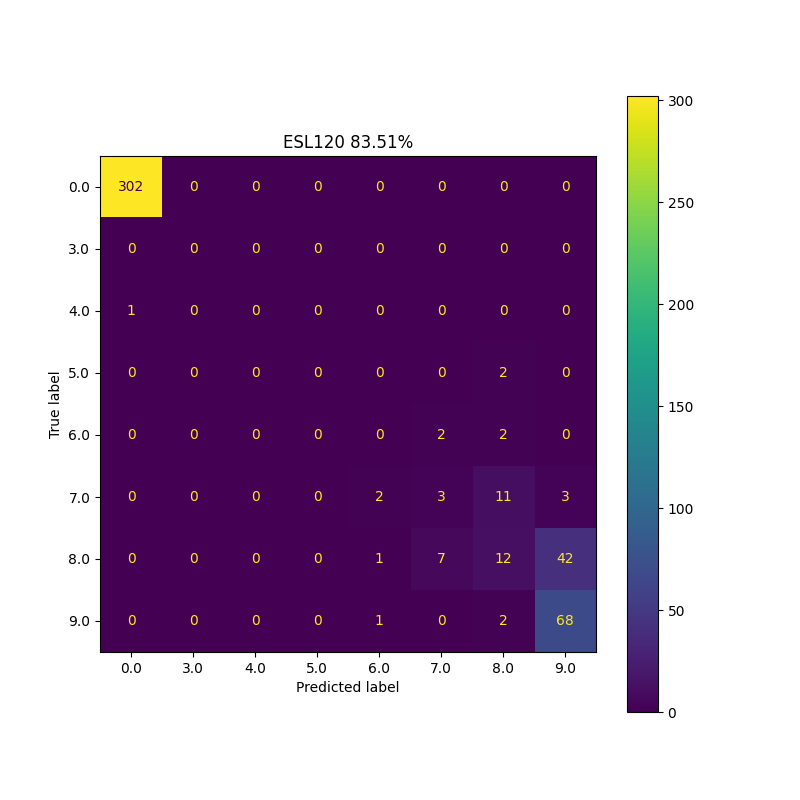 ESL120 83.51%
0.0 302 0 0 0 0 0 0 0
3.0 0 0 0 0 0 0 0 0
4.0 1 0 0 0 0 0 0 0
5.0 0 0 0 0 0 0 2 0
6.0 0 0 0 0 0 2 2 0
7.0 0 0 0 0 2 3 11 3
8.0 0 0 0 0 1 7 12 42
9.0 0 0 0 0 1 0 2 68
0.0 3.0 4.0 5.0 6.0 7.0 8.0 9.0
Predicted label
True label
300
250
200
150
100
50
0